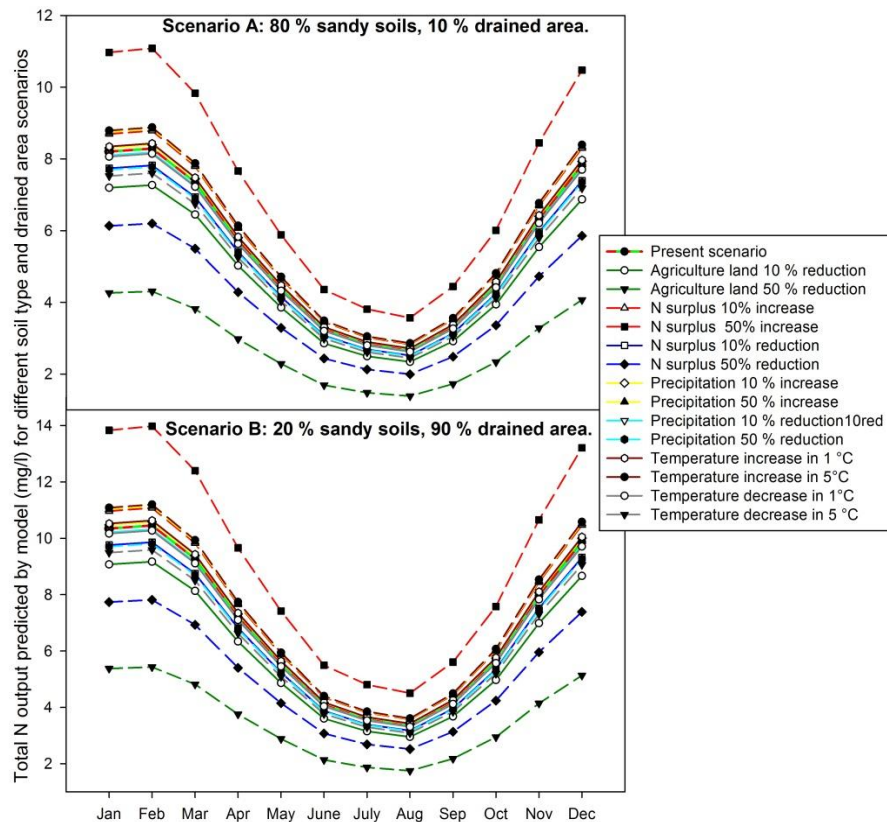 Total N output predicted by model (mg/l) for different soil type and drained area scenarios
Scenario A: 80 % sandy soils, 10 % drained area.
12
10
8
6
4
2
Scenario B: 20 % sandy soils, 90 % drained area.
14
12
10
8
6
4
2
Jan Feb Mar Apr May June July Aug Sep Oct Nov Dec
Present scenario
Agriculture land 10 % reduction
Agriculture land 50 % reduction
N surplus 10% increase
N surplus 50% increase
N surplus 10% reduction
N surplus 50% reduction
Precipitation 10 % increase
Precipitation 50 % increase
Precipitation 10 % reduction10red
Precipitation 50 % reduction
Temperature increase in 1 °C
Temperature increase in 5°C
Temperature decrease in 1°C
Temperature decrease in 5 °C